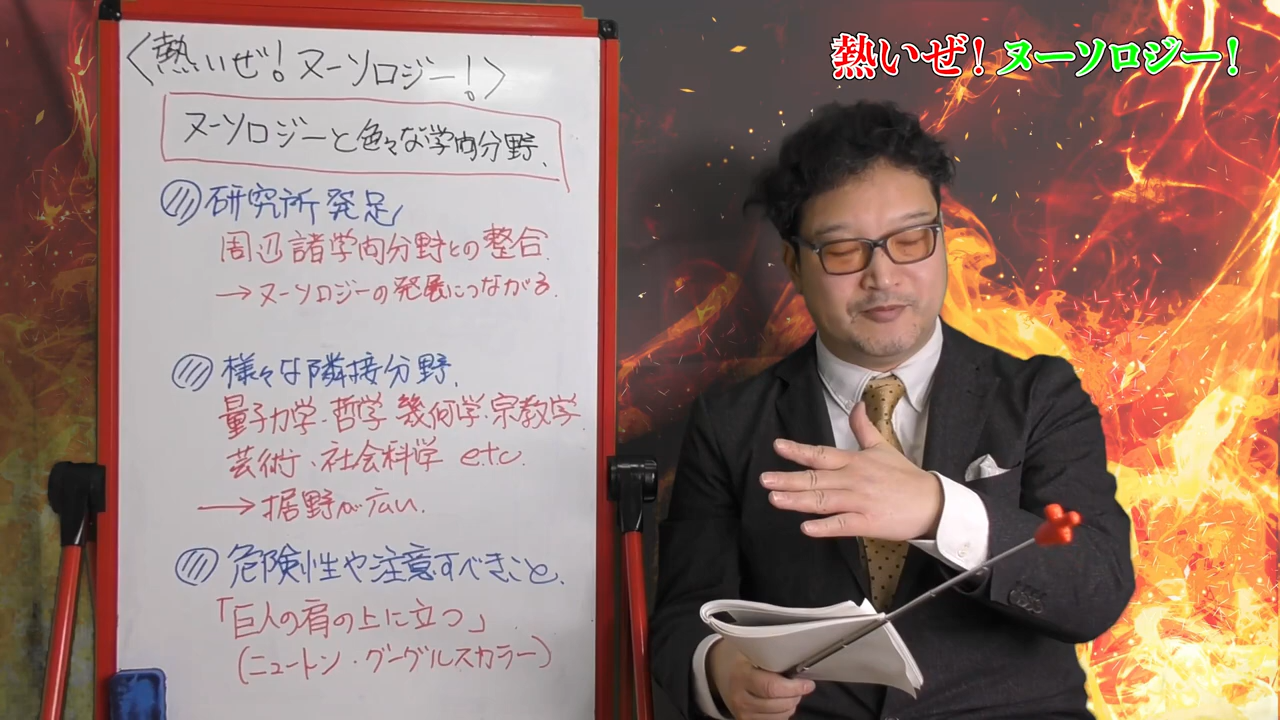 〈熱いぜ!ヌーソロジー!〉
ヌーソロジーと色々な学問分野.
研究所発足
周辺諸学問分野との整合.
→ヌーソロジーの発展につながる.
様々な隣接分野.
量子力学・哲学・幾何学・宗教学.
芸術、社会科学 e.t.c.
→裾野が広い.
危険性や注意すべきこと.
「巨人の肩の上に立つ」
(ニュートン・グーグルスカラー)
熱いぜ!ヌーソロジー!